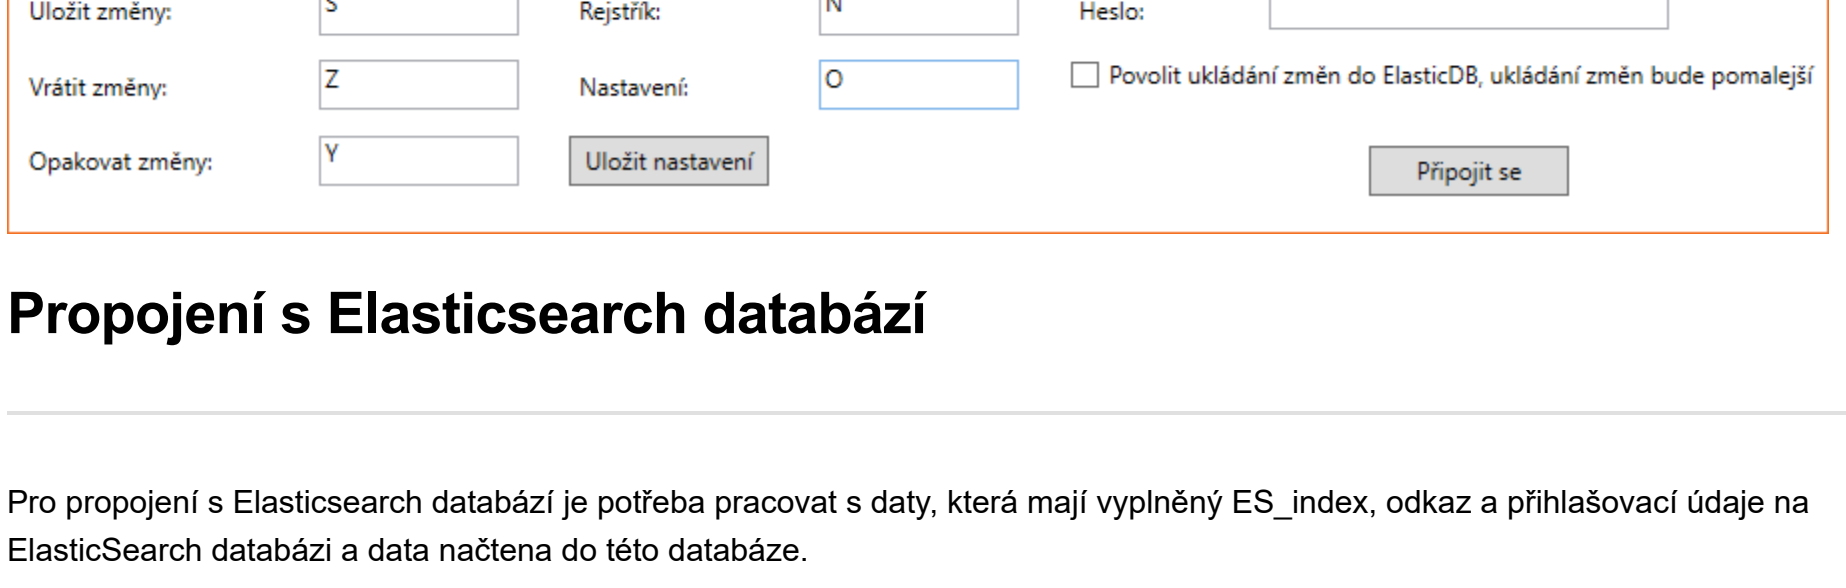 Uložit změny: S Rejstřík: N Heslo:
Vrátit změny: Z Nastavení: O Povolit ukládání změn do ElasticDB, ukládání změn bude pomalejší
Opakovat změny: Y Uložit nastavení Připojit se
Propojení s Elasticsearch databází
Pro propojení s Elasticsearch databází je potřeba pracovat s daty, která mají vyplněný ES_index, odkaz a přihlašovací údaje na
ElasticSearch databázi a data načtena do této databáze.